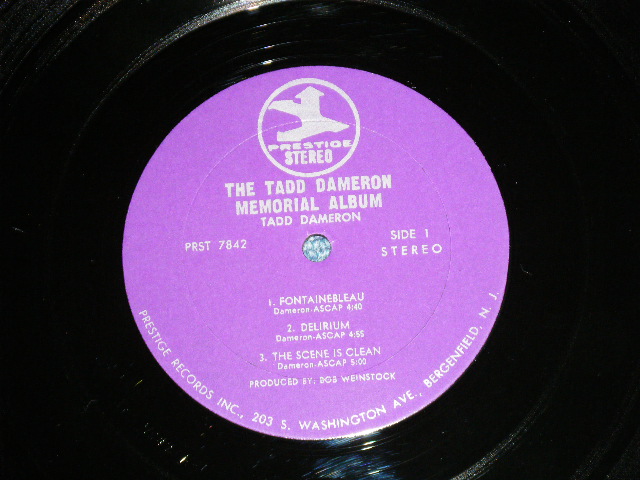 PRESTIGE
STEREO
THE TADD DAMERON
MEMORIAL ALBUM
TADD DAMERON
PRST 7842
SIDE 1
STEREO
1. FONTAINEBLEAU
Dameron-ASCAP 4:40
2. DELIRIUM
Dameron-ASCAP 4:55
3. THE SCENE IS CLEAN
Dameron-ASCAP 5:00
PRODUCED BY: BOB WEINSTOCK
PRESTIGE RECORDS INC., 203 S. WASHINGTON AVE., BERGENFIELD, N. J.